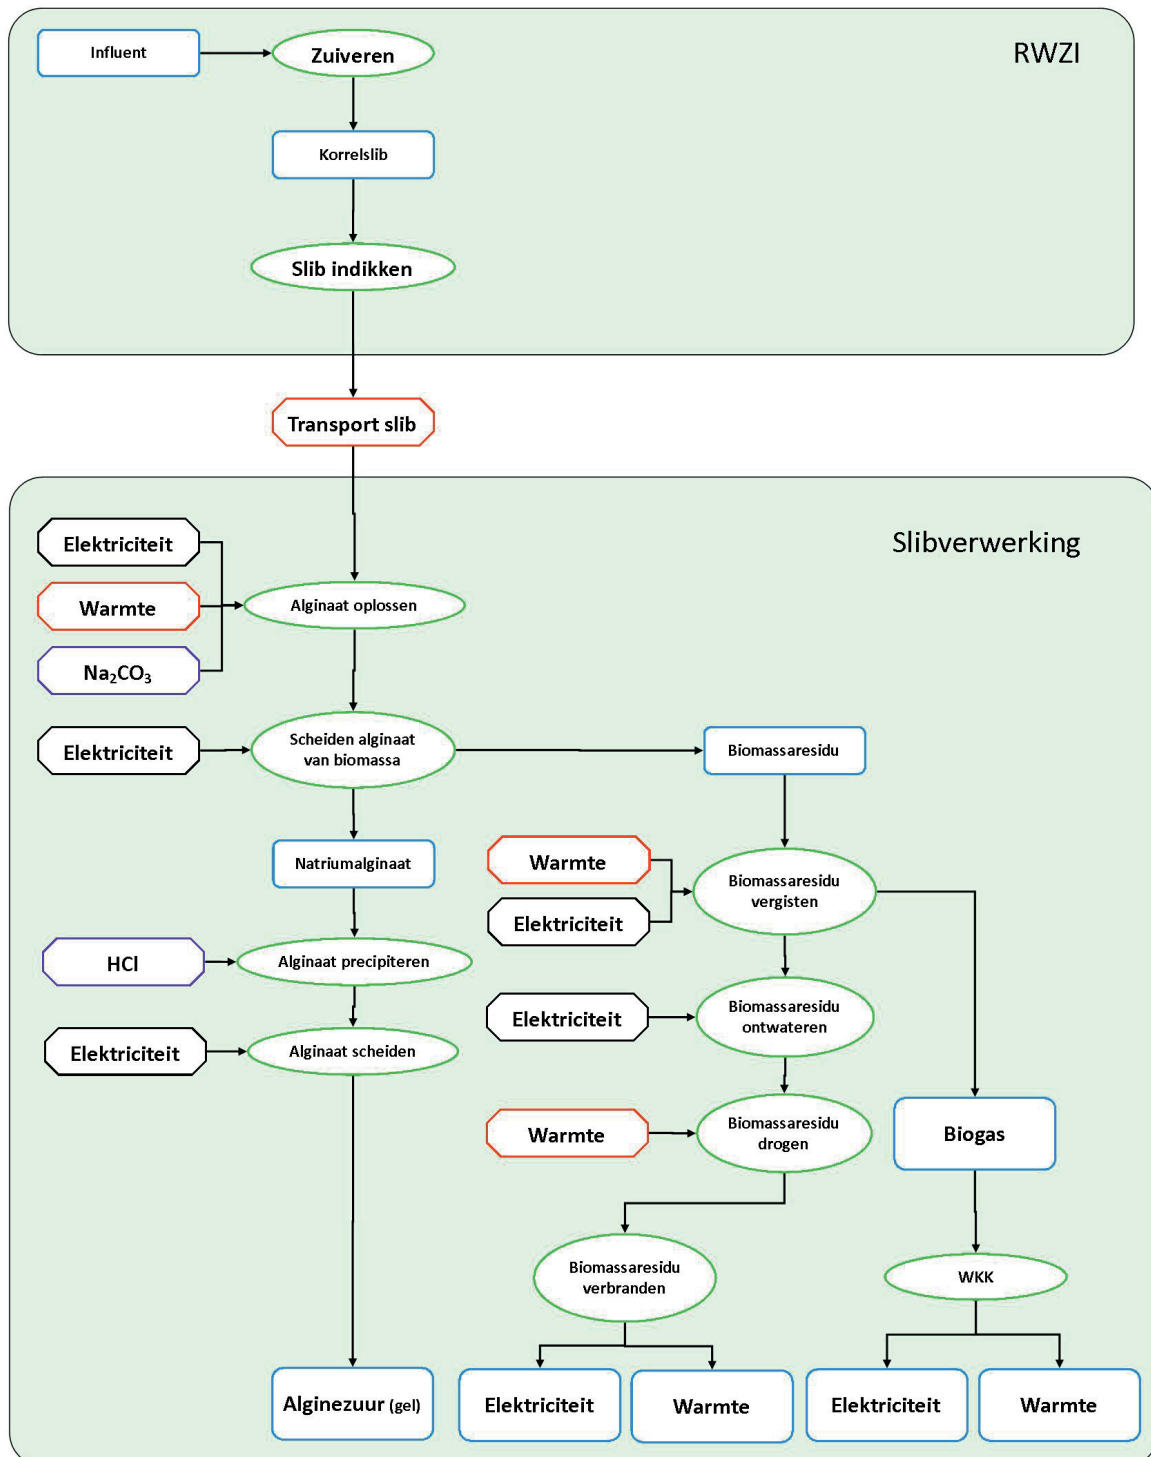 RWZI
Influent
Zuiveren
Korrelslib
Slib indikken
Transport slib
Slibverwerking
Elektriciteit
Warmte
Na₂CO₃
Alginaat oplossen
Elektriciteit
Scheiden alginaat
van biomassa
Biomassaresidu
Natriumalginaat
Warmte
Elektriciteit
Biomassaresidu
vergisten
HCl
Alginaat precipiteren
Elektriciteit
Biomassaresidu
ontwateren
Elektriciteit
Alginaat scheiden
Warmte
Biomassaresidu
drogen
Biogas
Biomassaresidu
verbranden
WKK
Alginezuur (gel)
Elektriciteit
Warmte
Elektriciteit
Warmte